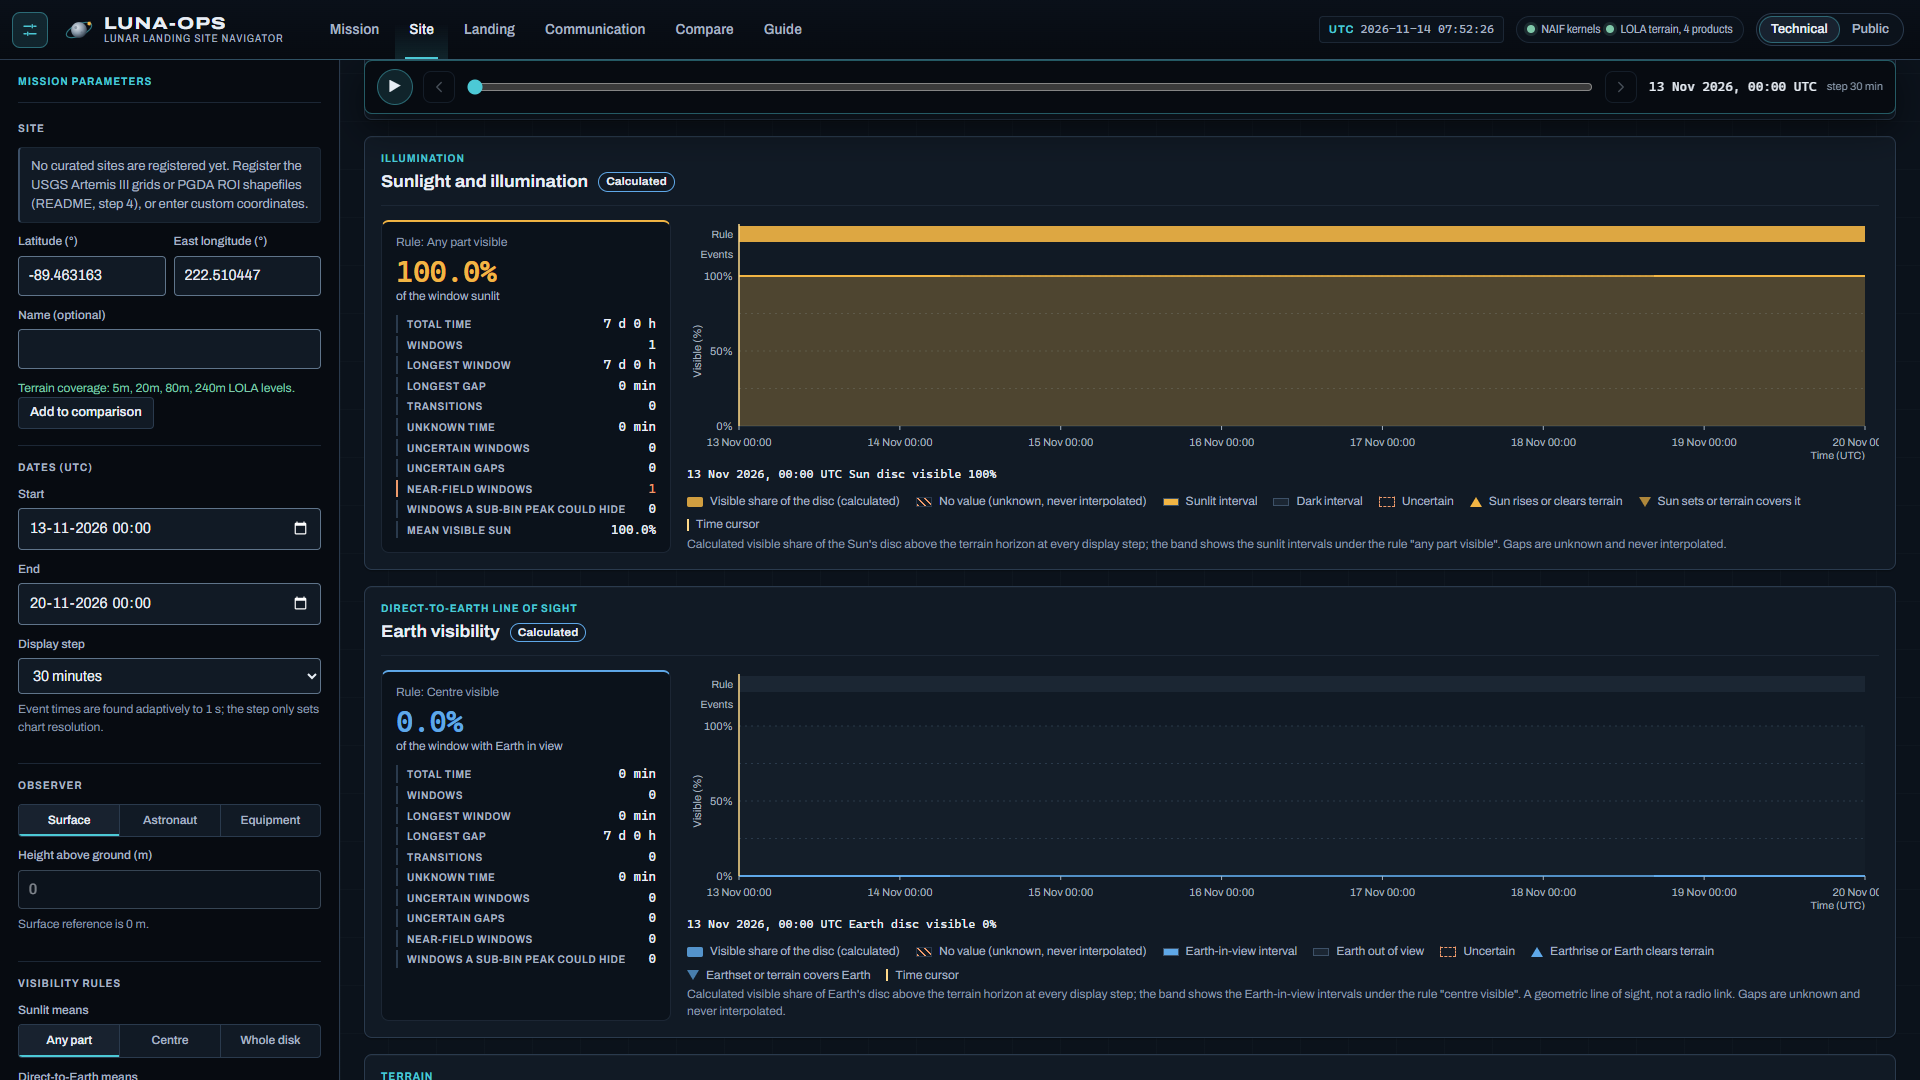 LUNA-OPS
LUNAR LANDING SITE NAVIGATOR
Mission
Site
Landing
Communication
Compare
Guide
UTC 2026-11-14 07:52:26
NAIF kernels
LOLA terrain, 4 products
Technical
Public
MISSION PARAMETERS
SITE
No curated sites are registered yet. Register the
USGS Artemis III grids or PGDA ROI shapefiles
(README, step 4), or enter custom coordinates.
Latitude (°)
East longitude (°)
-89.463163
222.510447
Name (optional)
Terrain coverage: 5m, 20m, 80m, 240m LOLA levels.
Add to comparison
DATES (UTC)
Start
13-11-2026 00:00
End
20-11-2026 00:00
Display step
30 minutes
Event times are found adaptively to 1 s; the step only sets
chart resolution.
OBSERVER
Surface
Astronaut
Equipment
Height above ground (m)
0
Surface reference is 0 m.
VISIBILITY RULES
Sunlit means
Any part
Centre
Whole disk
Direct-to-Earth means
13 Nov 2026, 00:00 UTC
step 30 min
ILLUMINATION
Sunlight and illumination
Calculated
Rule: Any part visible
100.0%
of the window sunlit
TOTAL TIME 7 d 0 h
WINDOWS 1
LONGEST WINDOW 7 d 0 h
LONGEST GAP 0 min
TRANSITIONS 0
UNKNOWN TIME 0 min
UNCERTAIN WINDOWS 0
UNCERTAIN GAPS 0
NEAR-FIELD WINDOWS 1
WINDOWS A SUB-BIN PEAK COULD HIDE 0
MEAN VISIBLE SUN 100.0%
Rule
Events
100%
50%
0%
Visible (%)
13 Nov 00:00
14 Nov 00:00
15 Nov 00:00
16 Nov 00:00
17 Nov 00:00
18 Nov 00:00
19 Nov 00:00
20 Nov 0
Time (UTC)
13 Nov 2026, 00:00 UTC Sun disc visible 100%
Visible share of the disc (calculated)
No value (unknown, never interpolated)
Sunlit interval
Dark interval
Uncertain
Sun rises or clears terrain
Sun sets or terrain covers it
Time cursor
Calculated visible share of the Sun's disc above the terrain horizon at every display step; the band shows the sunlit intervals under the rule "any part visible". Gaps are unknown and never interpolated.
DIRECT-TO-EARTH LINE OF SIGHT
Earth visibility
Calculated
Rule: Centre visible
0.0%
of the window with Earth in view
TOTAL TIME 0 min
WINDOWS 0
LONGEST WINDOW 0 min
LONGEST GAP 7 d 0 h
TRANSITIONS 0
UNKNOWN TIME 0 min
UNCERTAIN WINDOWS 0
UNCERTAIN GAPS 0
NEAR-FIELD WINDOWS 0
WINDOWS A SUB-BIN PEAK COULD HIDE 0
Rule
Events
100%
50%
0%
Visible (%)
13 Nov 00:00
14 Nov 00:00
15 Nov 00:00
16 Nov 00:00
17 Nov 00:00
18 Nov 00:00
19 Nov 00:00
20 Nov 0
Time (UTC)
13 Nov 2026, 00:00 UTC Earth disc visible 0%
Visible share of the disc (calculated)
No value (unknown, never interpolated)
Earth-in-view interval
Earth out of view
Uncertain
Earthrise or Earth clears terrain
Earthset or terrain covers Earth
Time cursor
Calculated visible share of Earth's disc above the terrain horizon at every display step; the band shows the Earth-in-view intervals under the rule "centre visible". A geometric line of sight, not a radio link. Gaps are unknown and
never interpolated.
TERRAIN